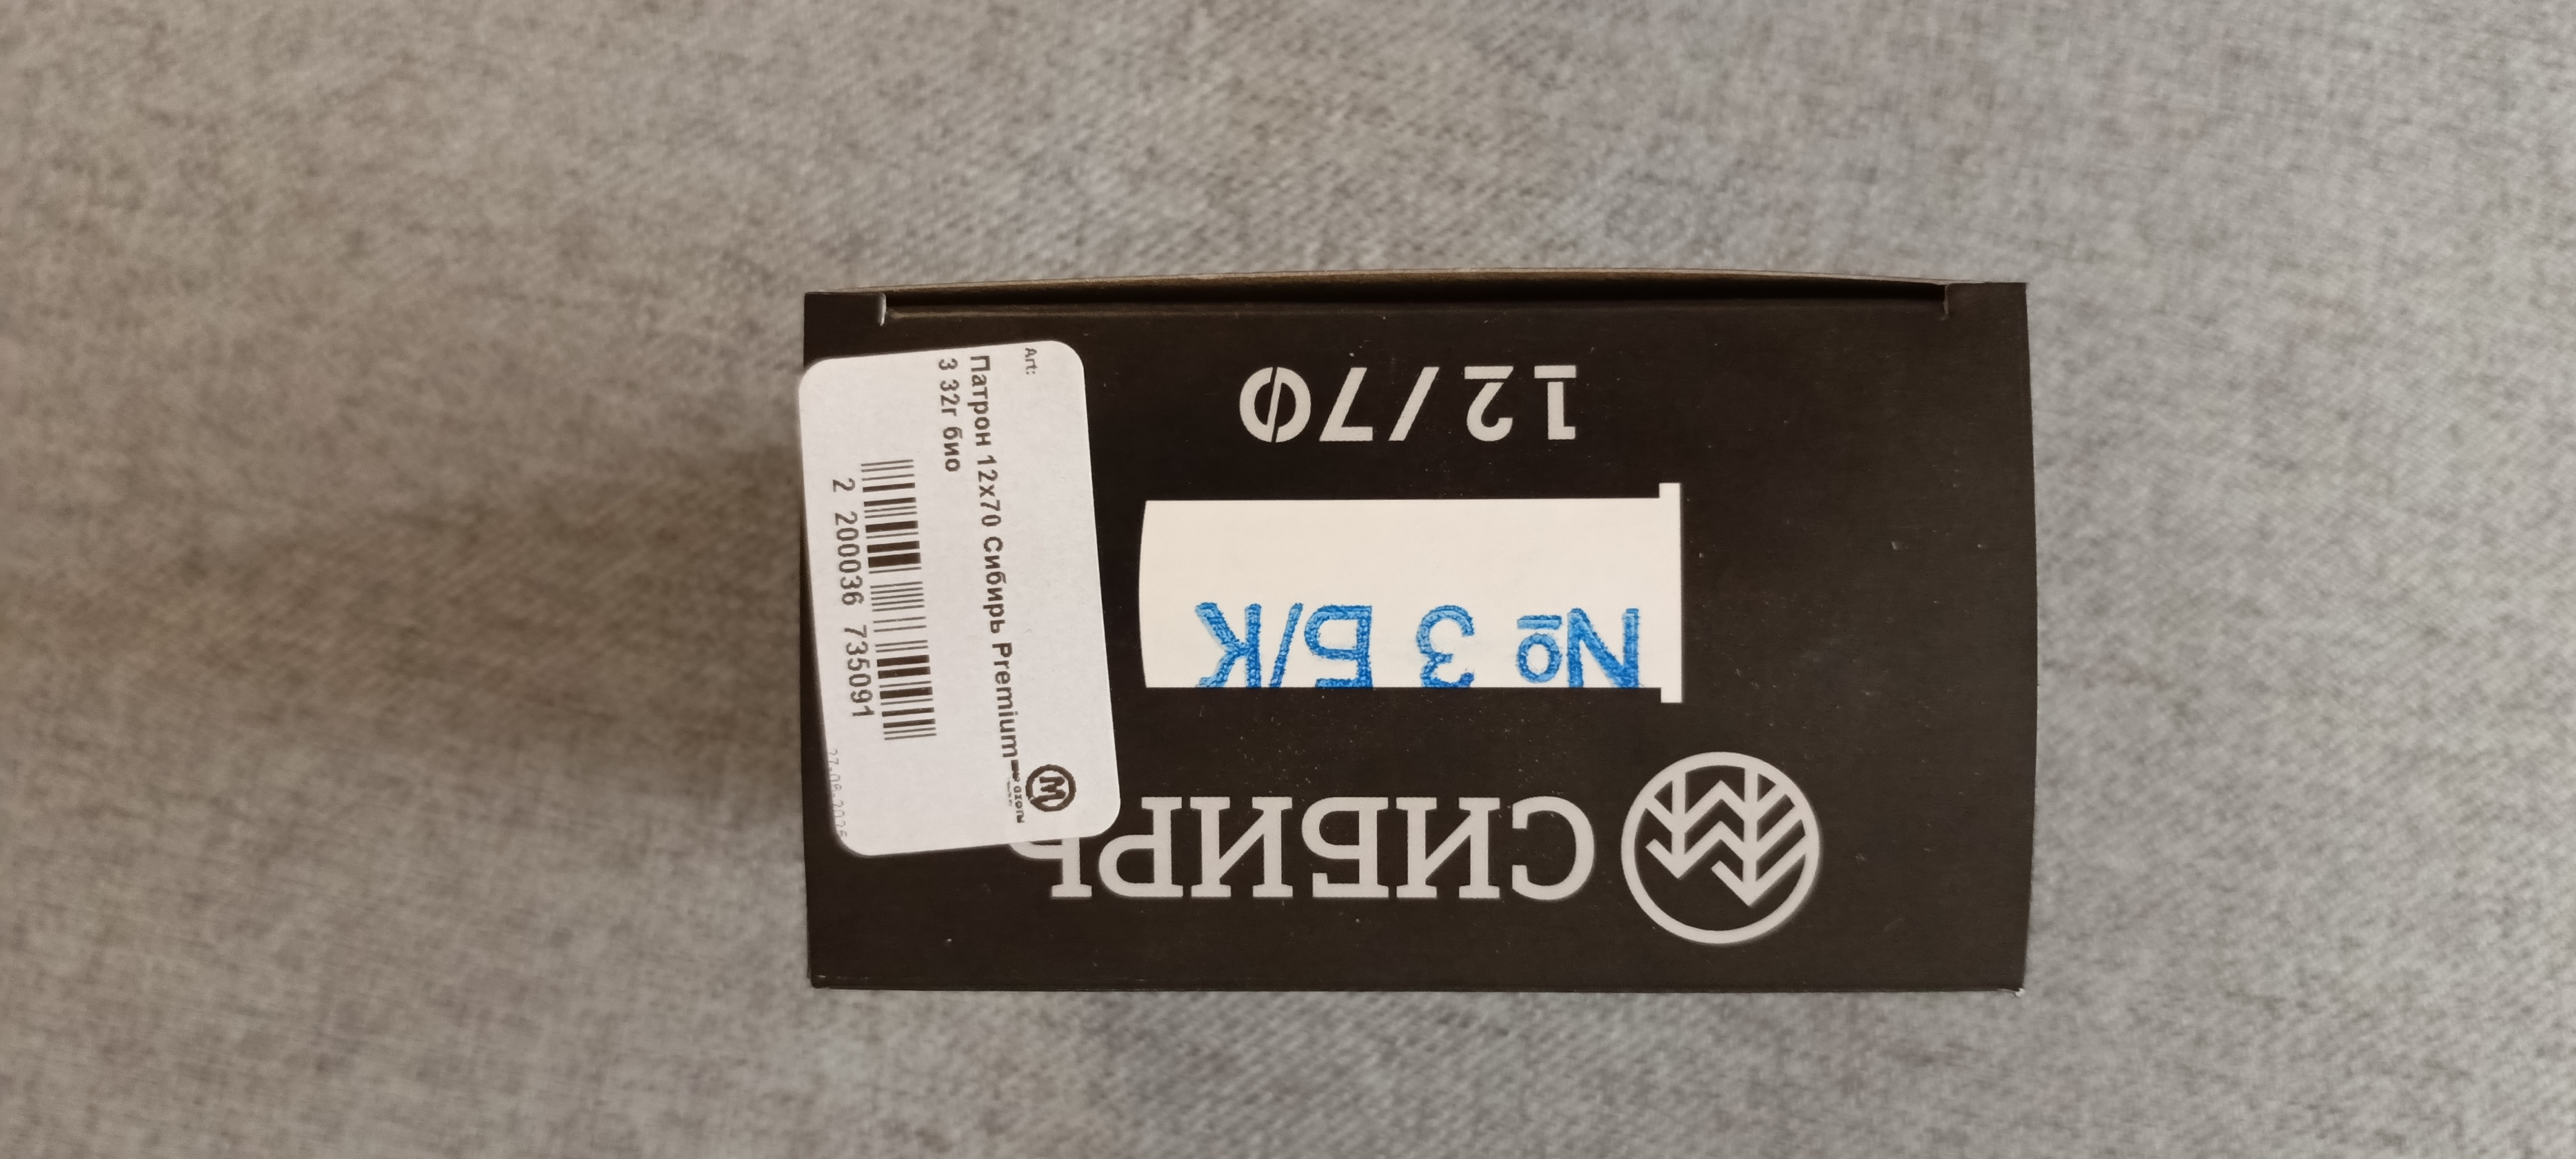 СИБИРЬ
№ 3 Б/К
12/70
Art:
Патрон 12х70 Сибирь Premium
3 32г био
2 200036 735091